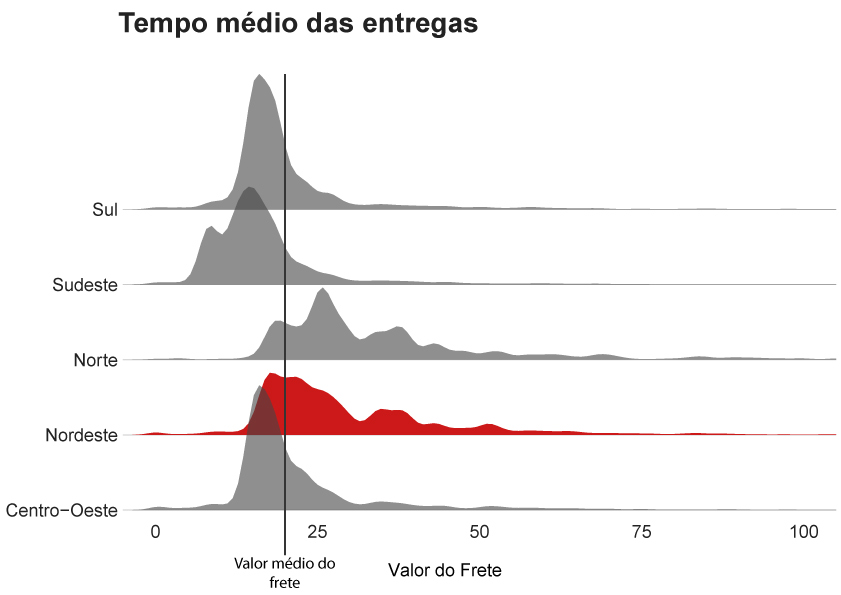 Tempo médio das entregas
Sul
Sudeste
Norte
Nordeste
Centro−Oeste
0 25 50 75 100
Valor médio do
frete
Valor do Frete